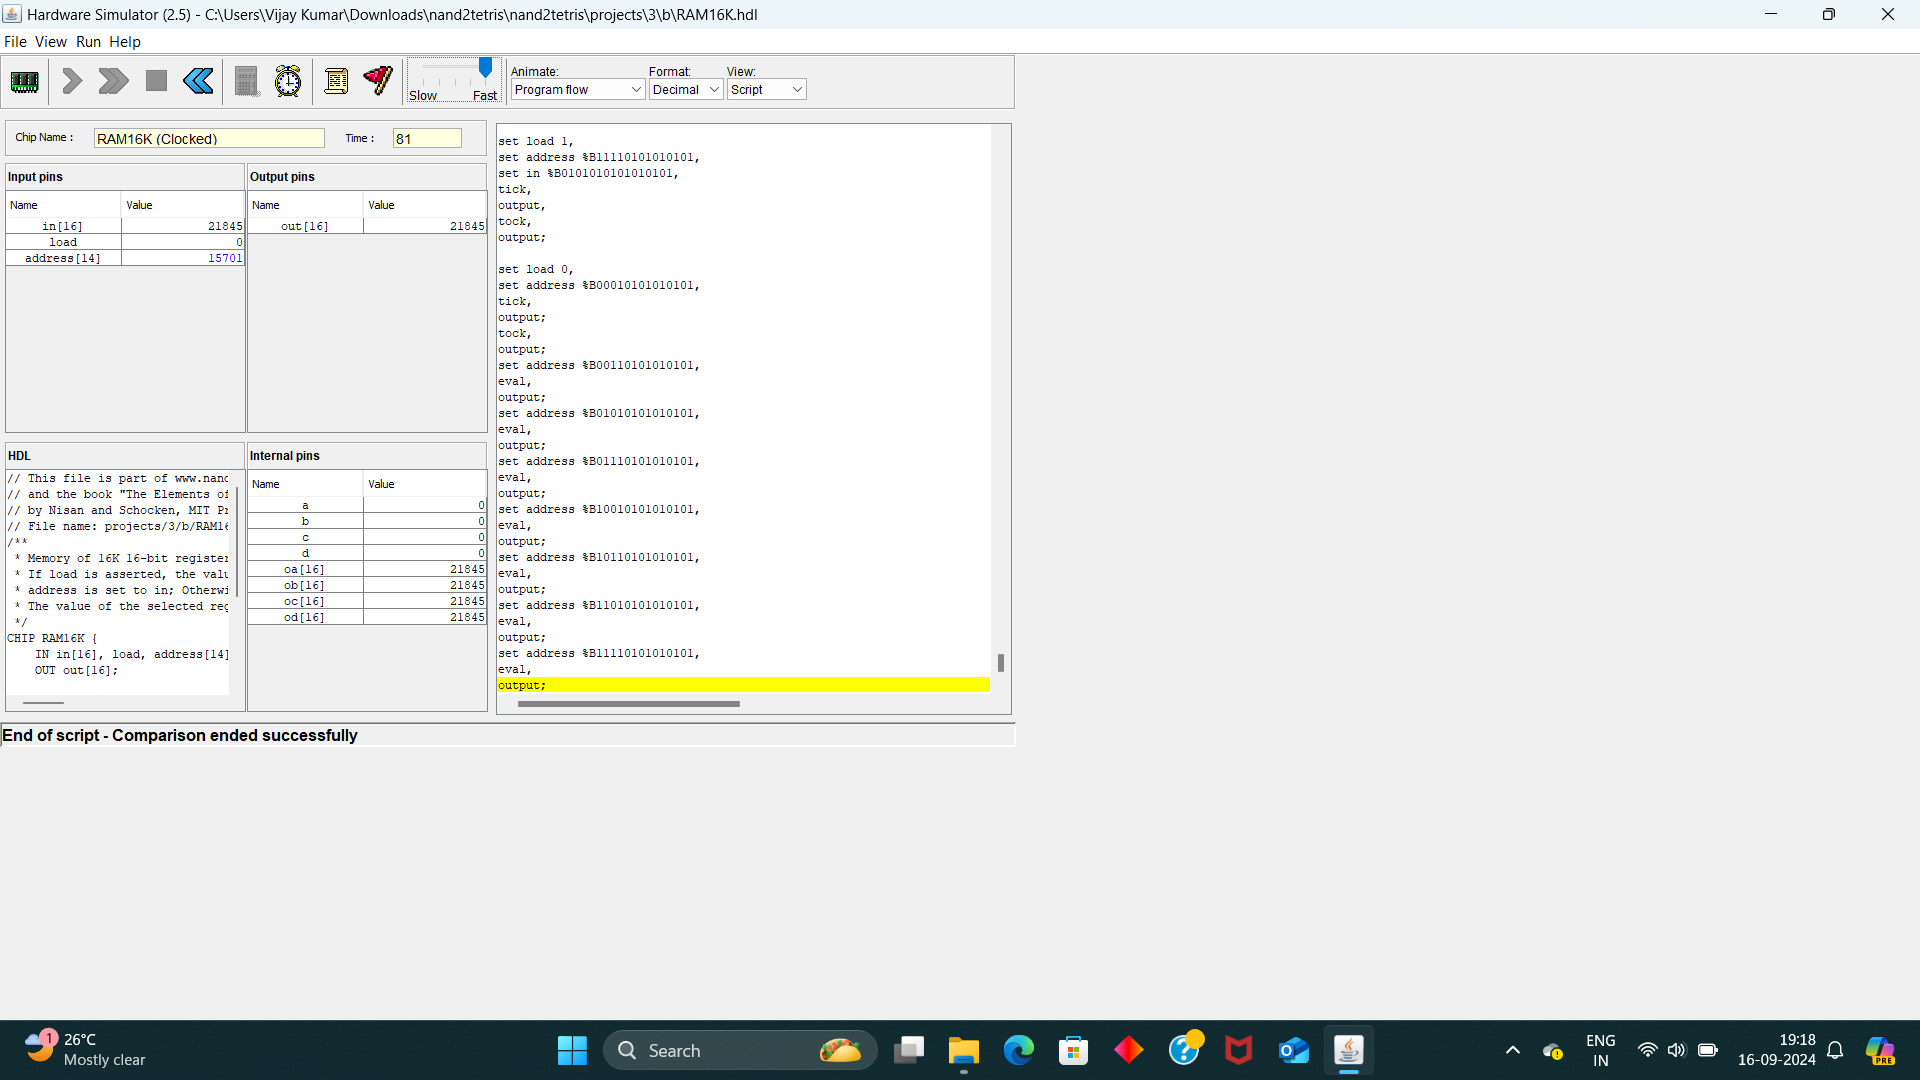 Hardware Simulator (2.5) - C:\Users\Vijay Kumar\Downloads\nand2tetris\nand2tetris\projects\3\b\RAM16K.hdl
File View Run Help
Slow Fast
Animate:
Program flow
Format:
Decimal
View:
Script
Chip Name :
RAM16K (Clocked)
Time :
81
Input pins
Name Value
in[16] 21845
load 0
address[14] 15701
Output pins
Name Value
out[16] 21845
HDL
// This file is part of www.nand
// and the book "The Elements of
// by Nisan and Schocken, MIT Pr
// File name: projects/3/b/RAM16
/**
* Memory of 16K 16-bit register
* If load is asserted, the valu
* address is set to in; Otherwi
* The value of the selected reg
*/
CHIP RAM16K {
IN in[16], load, address[14]
OUT out[16];
Internal pins
Name Value
a 0
b 0
c 0
d 0
oa[16] 21845
ob[16] 21845
oc[16] 21845
od[16] 21845
set load 1,
set address %B11110101010101,
set in %B0101010101010101,
tick,
output,
tock,
output;
set load 0,
set address %B00010101010101,
tick,
output;
tock,
output;
set address %B00110101010101,
eval,
output;
set address %B01010101010101,
eval,
output;
set address %B01110101010101,
eval,
output;
set address %B10010101010101,
eval,
output;
set address %B10110101010101,
eval,
output;
set address %B11010101010101,
eval,
output;
set address %B11110101010101,
eval,
output;
End of script - Comparison ended successfully
1
26°C
Mostly clear
Search
ENG
IN
19:18
16-09-2024
PRE